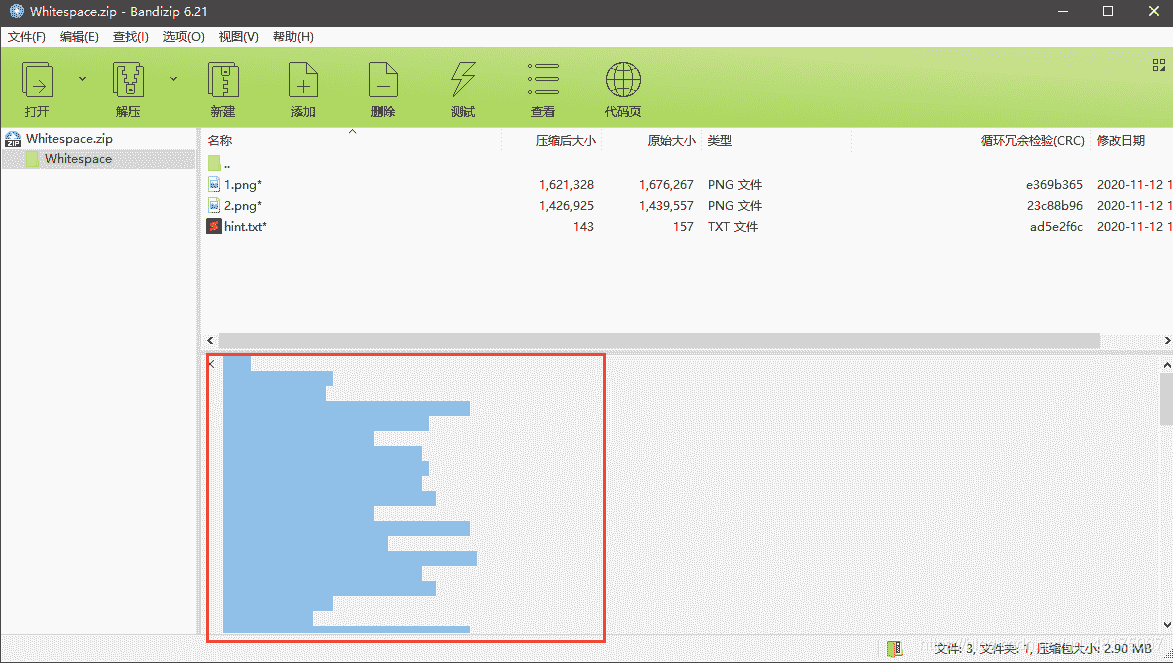 Whitespace.zip - Bandizip 6.21
文件(F) 编辑(E) 查找(I) 选项(O) 视图(V) 帮助(H)
打开 解压 新建 添加 删除 测试 查看 代码页
Whitespace.zip
Whitespace
名称 压缩后大小 原始大小 类型 循环冗余检验(CRC) 修改日期
..
1.png* 1,621,328 1,676,267 PNG 文件 e369b365 2020-11-12 1
2.png* 1,426,925 1,439,557 PNG 文件 23c88b96 2020-11-12 1
hint.txt* 143 157 TXT 文件 ad5e2f6c 2020-11-12 1
文件: 3, 文件夹: 1, 压缩包大小: 2.90 MB